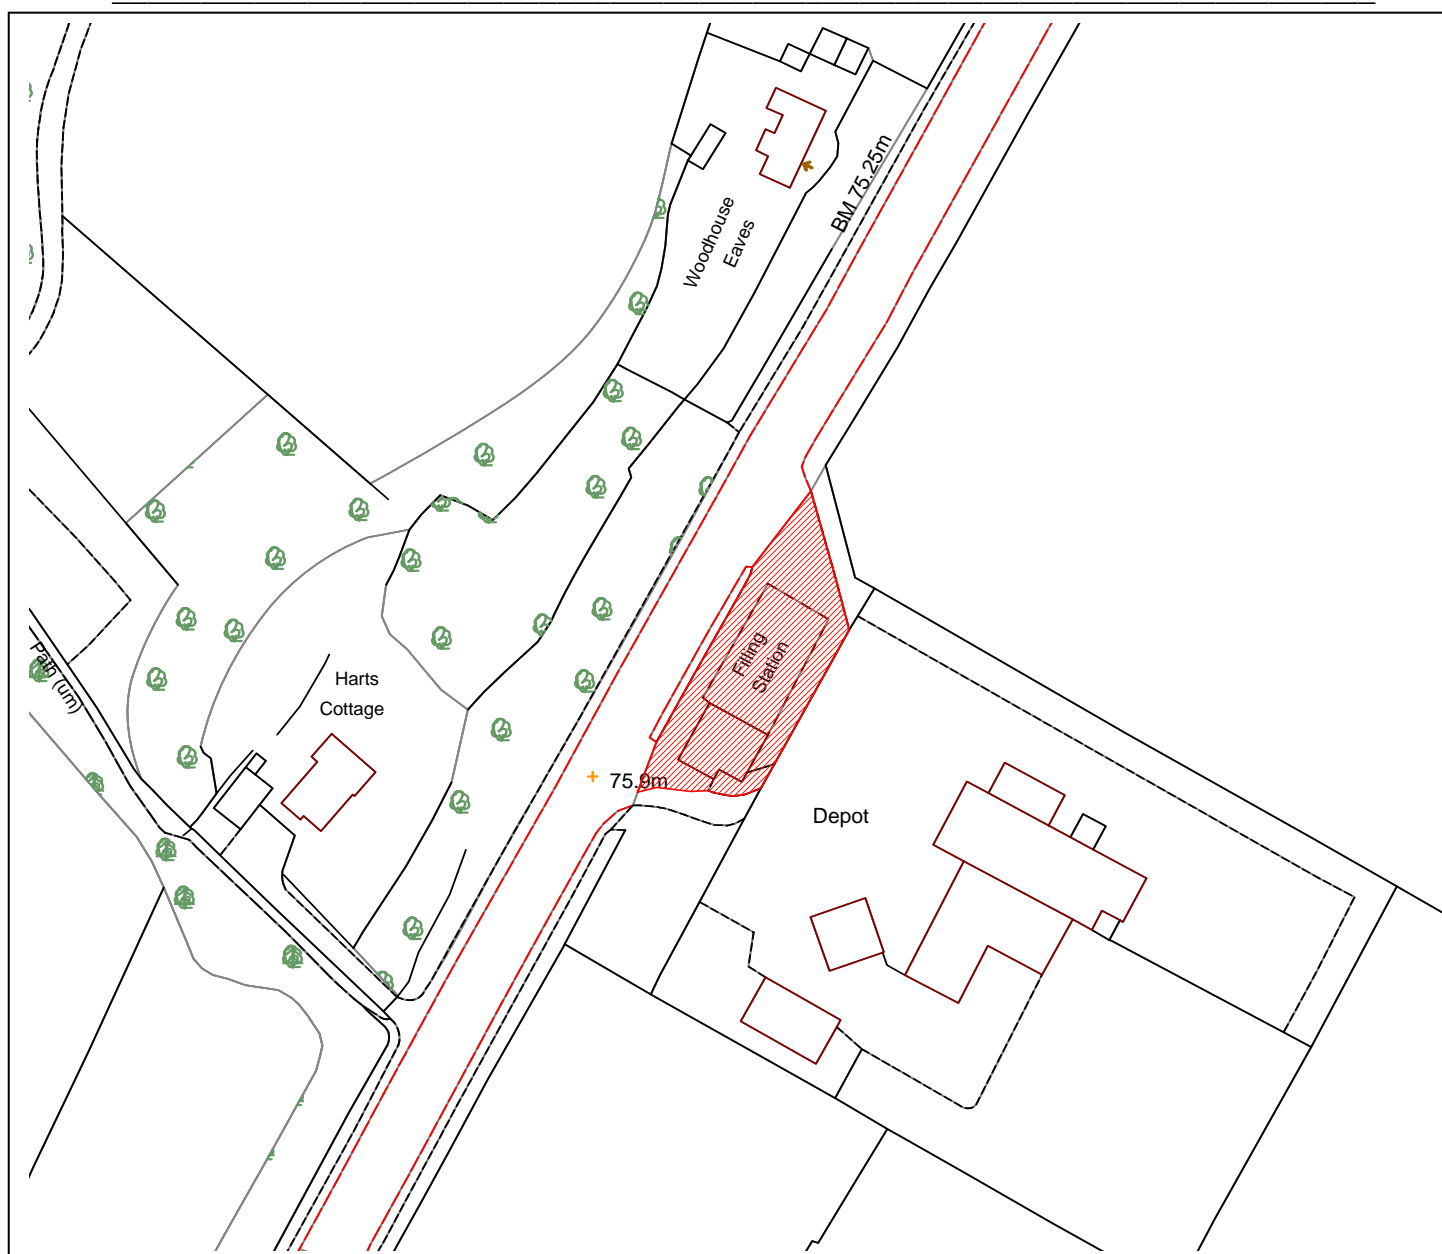 BM 75.25m
Woodhouse
Eaves
Filling
Station
Path (um)
Harts
Cottage
75.9m
Depot